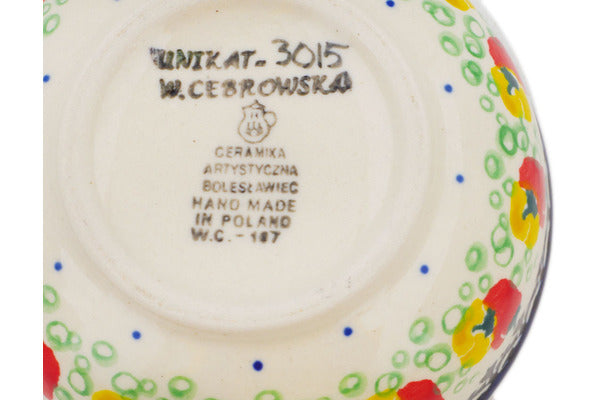 UNIKAT-3015
W.CEBROWSKA
CERAMIKA
ARTYSTYCZNA
BOLESŁAWIEC
HAND MADE
IN POLAND
W.C.-187